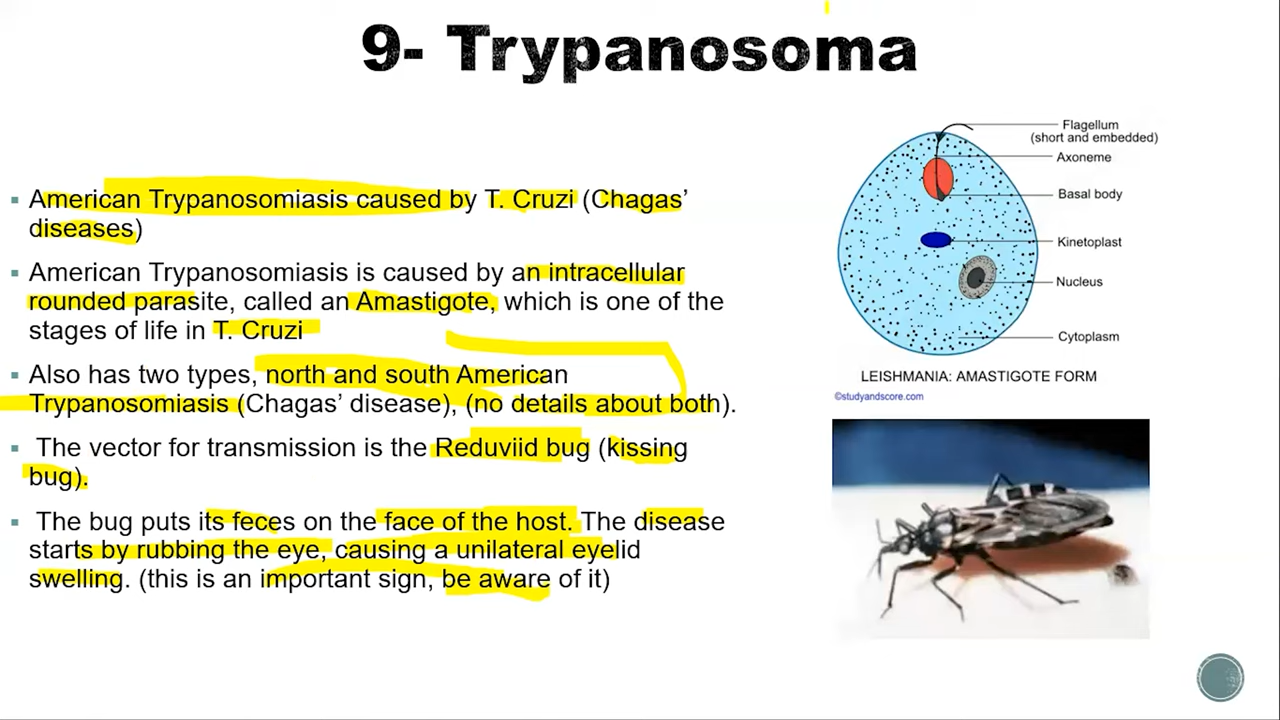 9- Trypanosoma
American Trypanosomiasis caused by T. Cruzi (Chagas'
diseases)
American Trypanosomiasis is caused by an intracellular
rounded parasite, called an Amastigote, which is one of the
stages of life in T. Cruzi
Also has two types, north and south American
Trypanosomiasis (Chagas' disease), (no details about both).
The vector for transmission is the Reduviid bug (kissing
bug).
The bug puts its feces on the face of the host. The disease
starts by rubbing the eye, causing a unilateral eyelid
swelling. (this is an important sign, be aware of it)
Flagellum
(short and embedded)
Axoneme
Basal body
Kinetoplast
Nucleus
Cytoplasm
LEISHMANIA: AMASTIGOTE FORM
©studyandscore.com